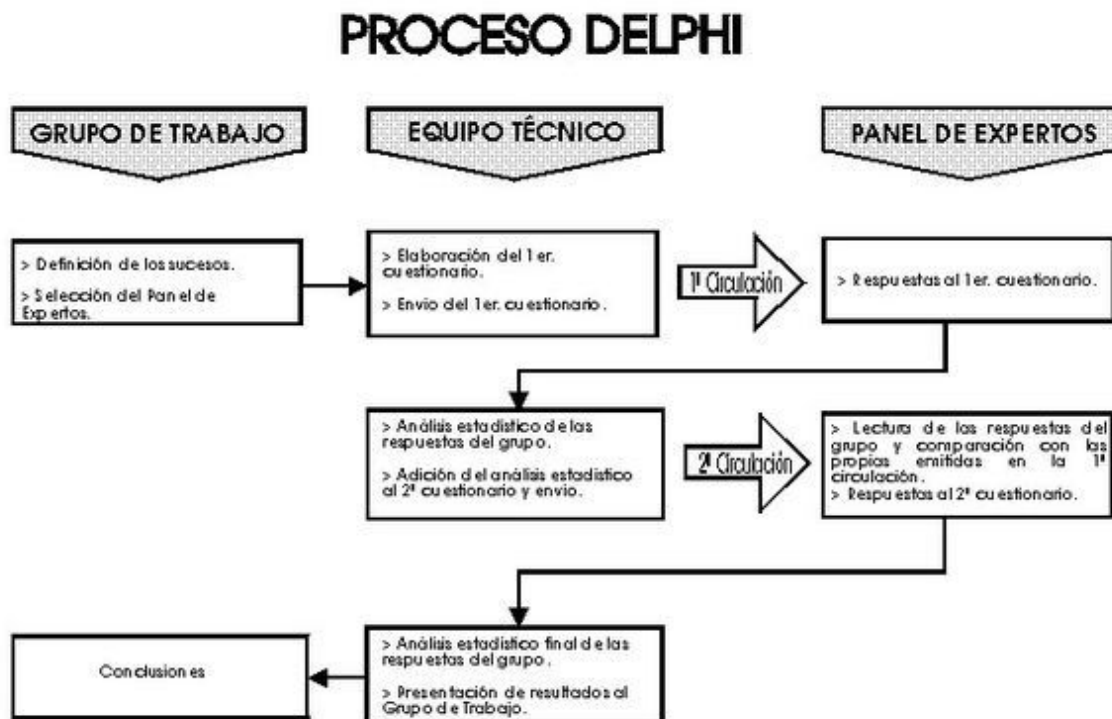 PROCESO DELPHI
GRUPO DE TRABAJO
EQUIPO TÉCNICO
PANEL DE EXPERTOS
> Definición de los sucesos.
> Selección del Panel de
Expertos.
> Elaboración del 1er.
cuestionario.
> Envio del 1er. cuestionario.
1ª Circulación
> Respuestas al 1er. cuestionario.
> Análisis estadístico de las
respuestas del grupo.
> Adición del análisis estadístico
al 2º cuestionario y envío.
2ª Circulación
> Lectura de las respuestas del
grupo y comparación con las
propias emitidas en la 1ª
circulación.
> Respuestas al 2º cuestionario.
> Análisis estadístico final de las
respuestas del grupo.
> Presentación de resultados al
Grupo de Trabajo.
Conclusiones